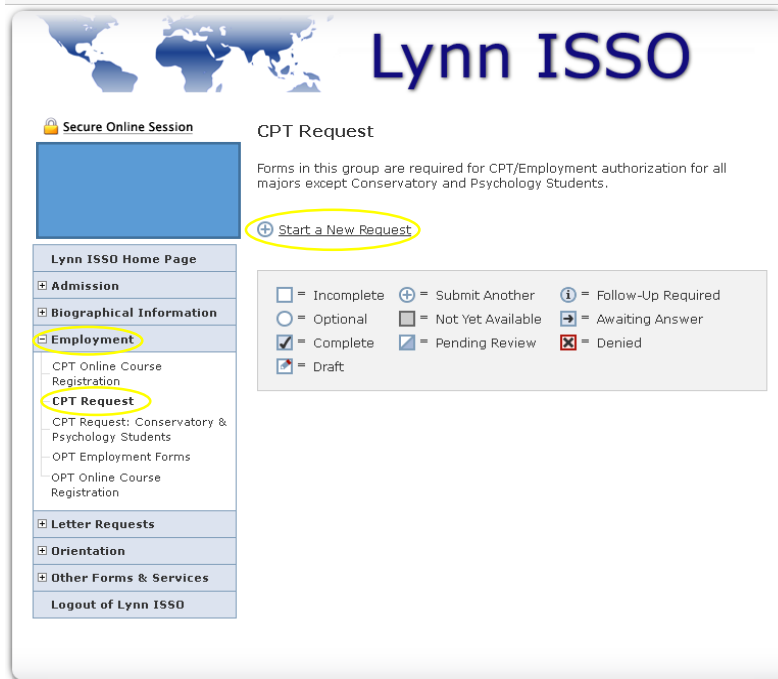 Lynn ISSO
Secure Online Session
CPT Request
Forms in this group are required for CPT/Employment authorization for all
majors except Conservatory and Psychology Students.
Start a New Request
Lynn ISSO Home Page
Admission
Biographical Information
Employment
CPT Online Course
Registration
CPT Request
CPT Request: Conservatory &
Psychology Students
OPT Employment Forms
OPT Online Course
Registration
Letter Requests
Orientation
Other Forms & Services
Logout of Lynn ISSO
= Incomplete = Submit Another = Follow-Up Required
= Optional = Not Yet Available = Awaiting Answer
= Complete = Pending Review = Denied
= Draft